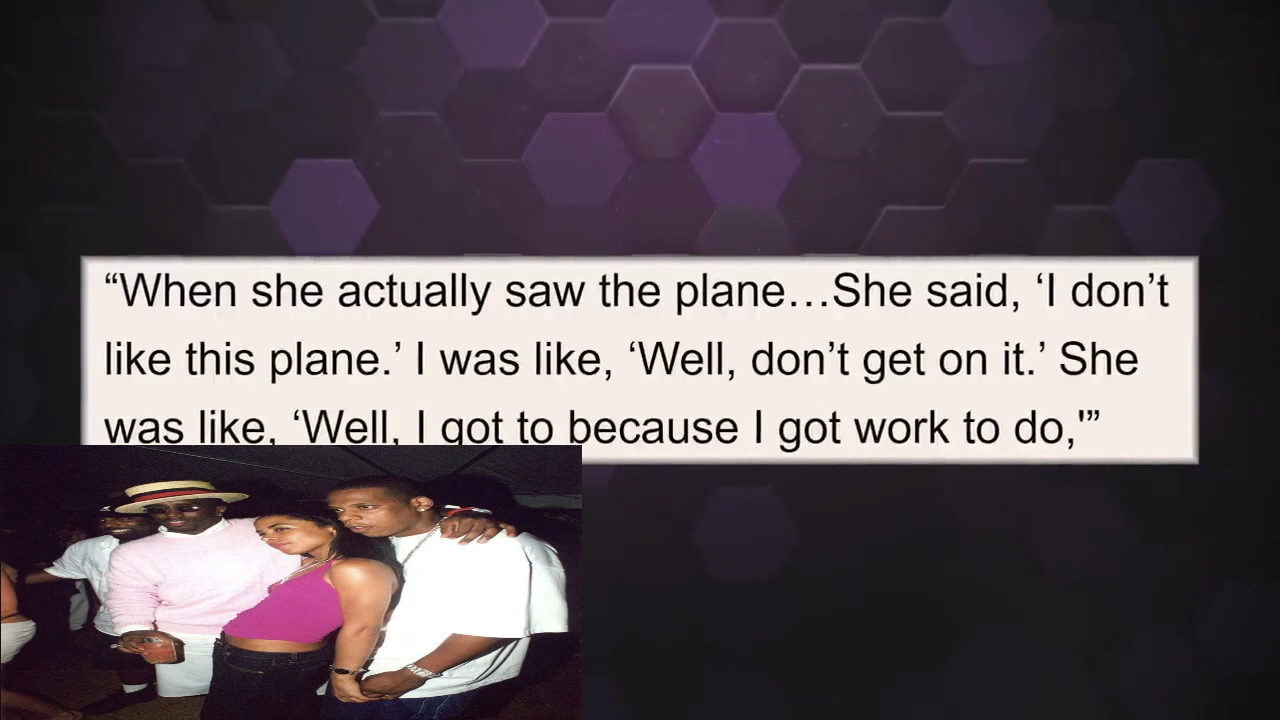 “When she actually saw the plane…She said, ‘I don’t
like this plane.’ I was like, ‘Well, don’t get on it.’ She
was like, ‘Well, I got to because I got work to do,'”